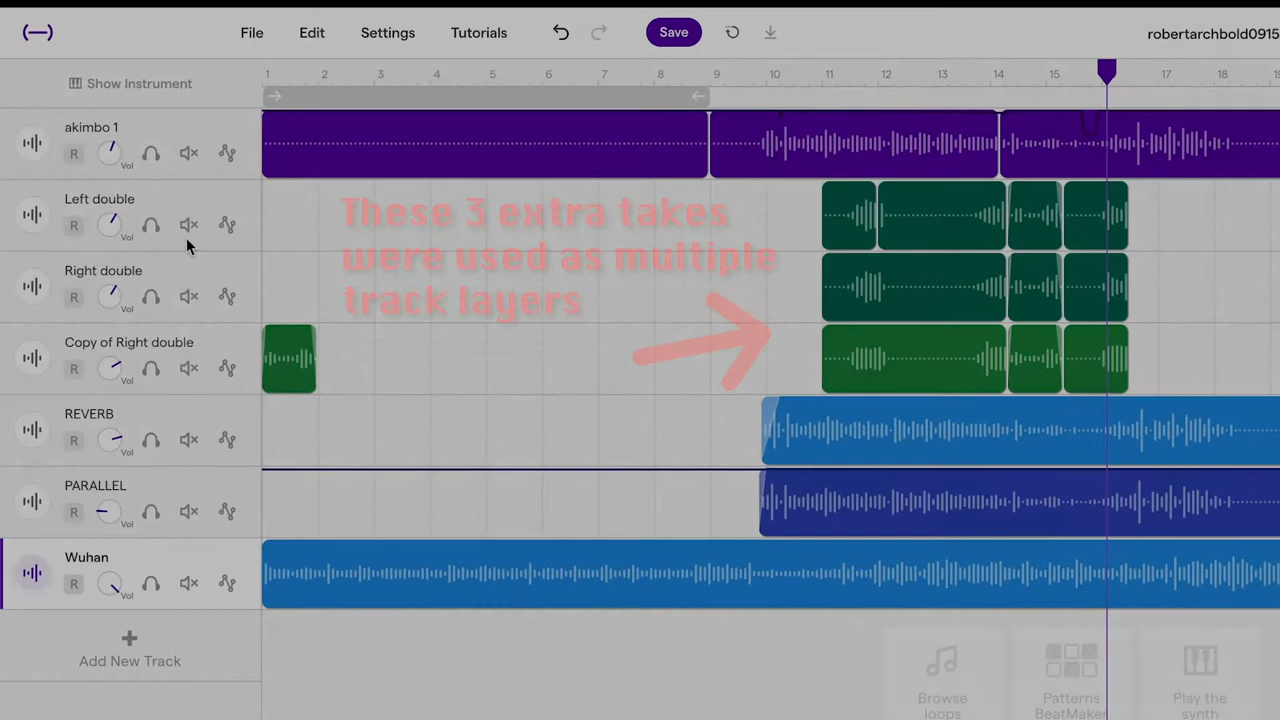 File Edit Settings Tutorials Save robertarchbold0915
Show Instrument
1 2 3 4 5 6 7 8 9 10 11 12 13 14 15 17 18 19
akimbo 1
R Vol
Left double
R Vol
These 3 extra takes
were used as multiple
track layers
Right double
R Vol
Copy of Right double
R Vol
REVERB
R Vol
PARALLEL
R Vol
Wuhan
R Vol
Add New Track
Browse
loops
Patterns
BeatMaker
Play the
synth